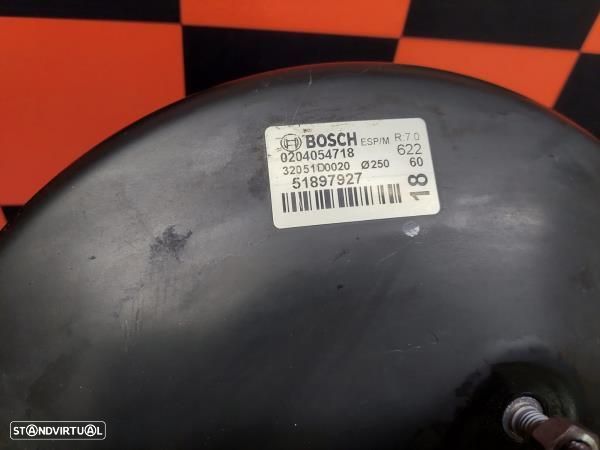 BOSCH ESP/M R:7.0
0204054718 622
32051D0020 Ø250 60
51897927
18
STANDVIRTUAL